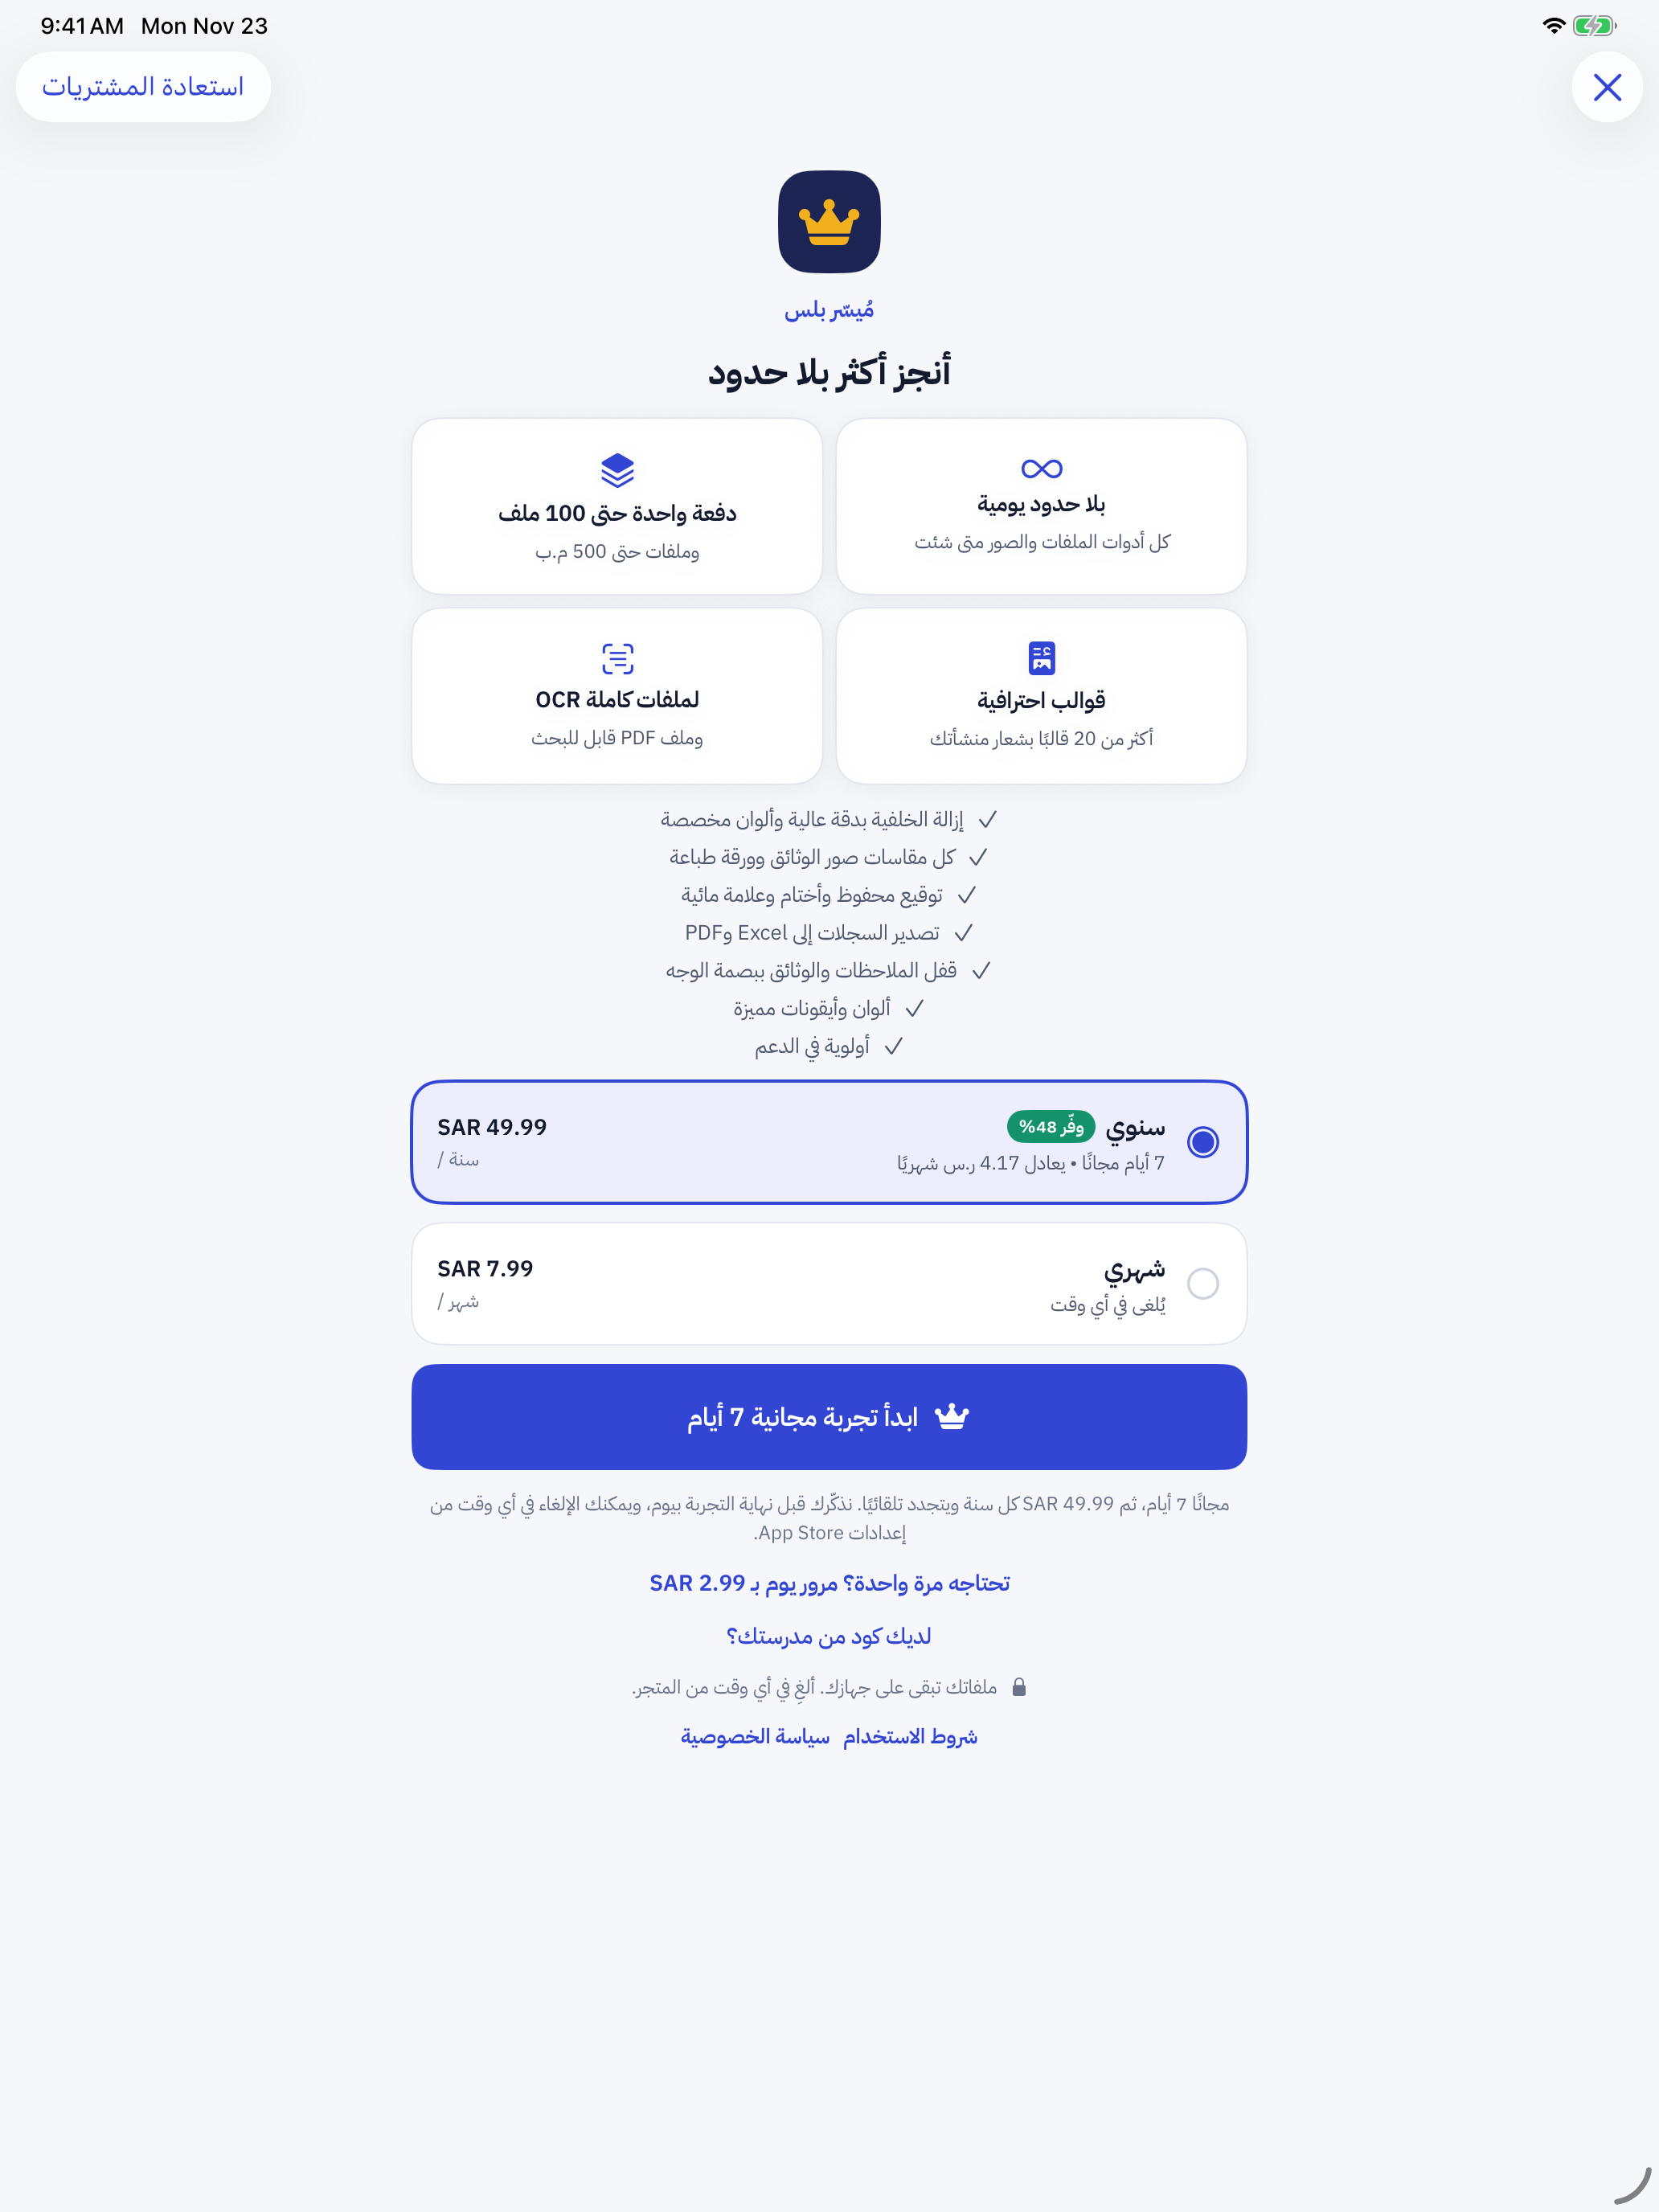 9:41 AM Mon Nov 23
استعادة المشتريات
مُيسّر بلس
أنجز أكثر بلا حدود
بلا حدود يومية
كل أدوات الملفات والصور متى شئت
دفعة واحدة حتى 100 ملف
وملفات حتى 500 م.ب
قوالب احترافية
أكثر من 20 قالبًا بشعار منشأتك
OCR لملفات كاملة
وملف PDF قابل للبحث
إزالة الخلفية بدقة عالية وألوان مخصصة
كل مقاسات صور الوثائق وورقة طباعة
توقيع محفوظ وأختام وعلامة مائية
تصدير السجلات إلى Excel وPDF
قفل الملاحظات والوثائق ببصمة الوجه
ألوان وأيقونات مميزة
أولوية في الدعم
سنوي وفّر 48%
SAR 49.99
7 أيام مجانًا • يعادل 4.17 ر.س شهريًا
/ سنة
شهري
SAR 7.99
يُلغى في أي وقت
/ شهر
ابدأ تجربة مجانية 7 أيام
مجانًا 7 أيام، ثم SAR 49.99 كل سنة ويتجدد تلقائيًا. نذكّرك قبل نهاية التجربة بيوم، ويمكنك الإلغاء في أي وقت من
إعدادات App Store.
تحتاجه مرة واحدة؟ مرور يوم بـ SAR 2.99
لديك كود من مدرستك؟
ملفاتك تبقى على جهازك. ألغِ في أي وقت من المتجر.
شروط الاستخدام سياسة الخصوصية